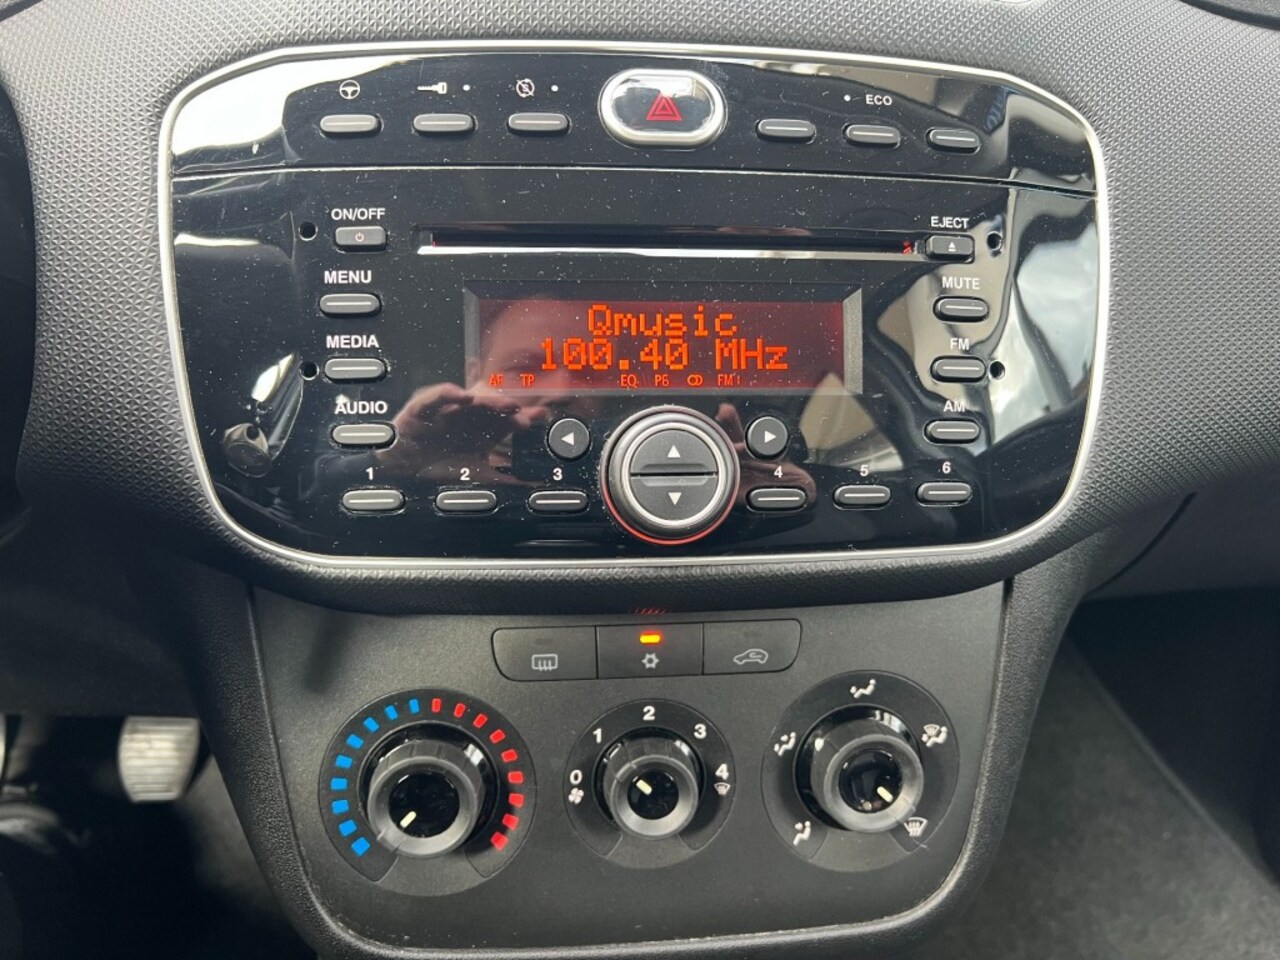 ECO
ON/OFF
EJECT
MENU
MUTE
Qmusic
MEDIA
FM
100.40 MHz
AF TP EQ P6 FM1
AUDIO
AM
1 2 3 4 5 6
2
1 3
0 4